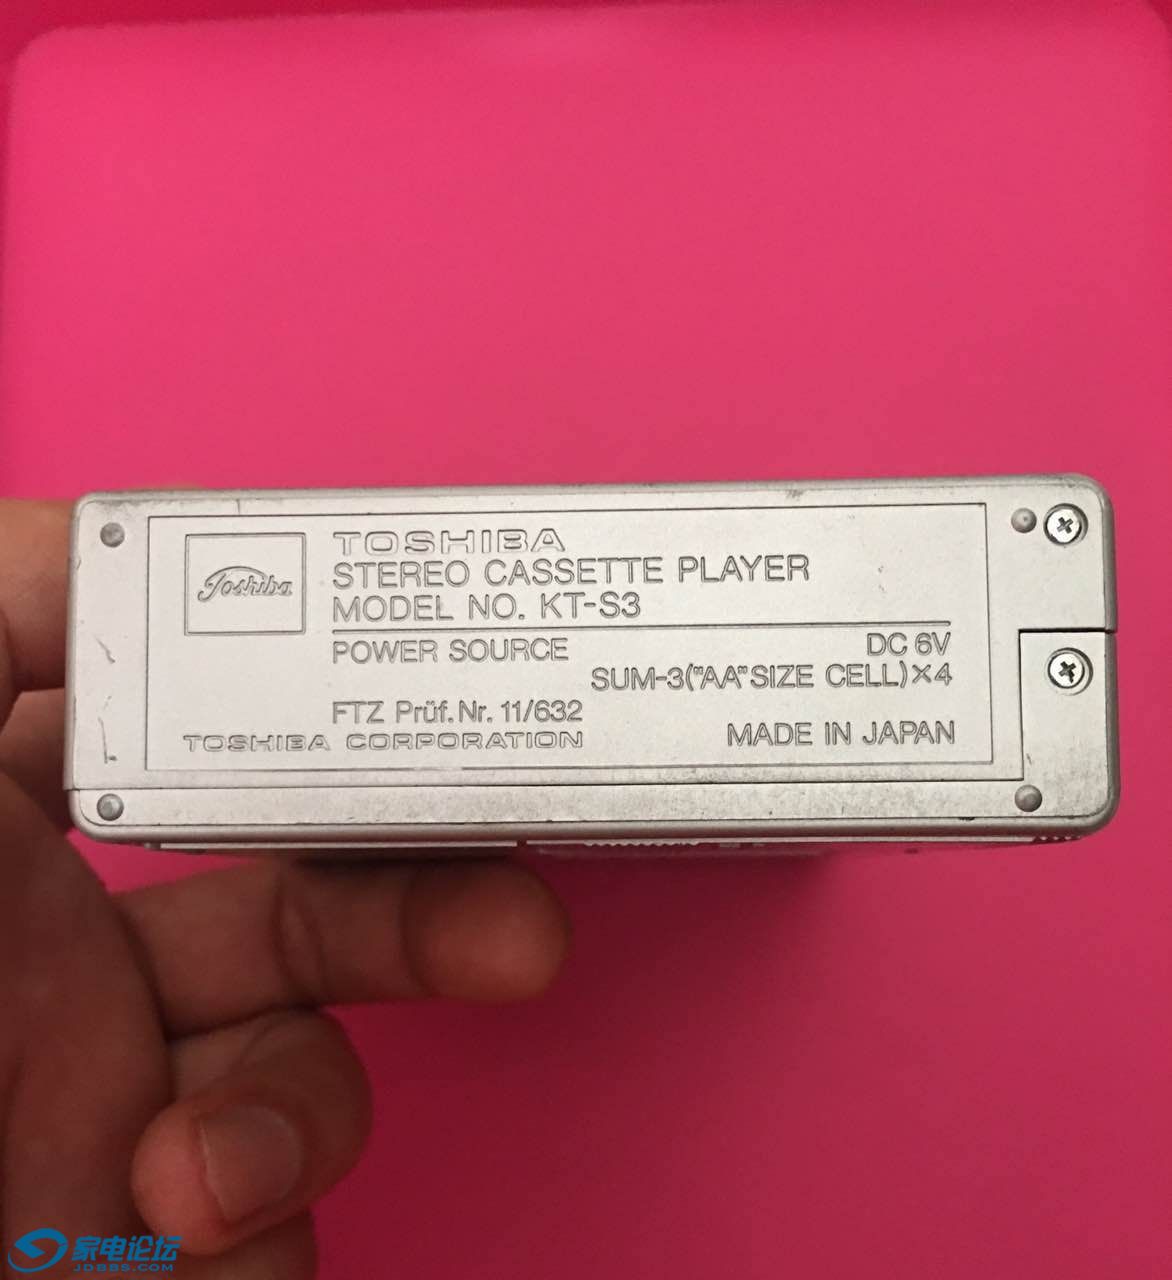 Toshiba
TOSHIBA
STEREO CASSETTE PLAYER
MODEL NO. KT-S3
POWER SOURCE DC 6V
SUM-3("AA"SIZE CELL)×4
FTZ Prüf. Nr. 11/632
TOSHIBA CORPORATION MADE IN JAPAN
家电论坛
JDBBS.COM